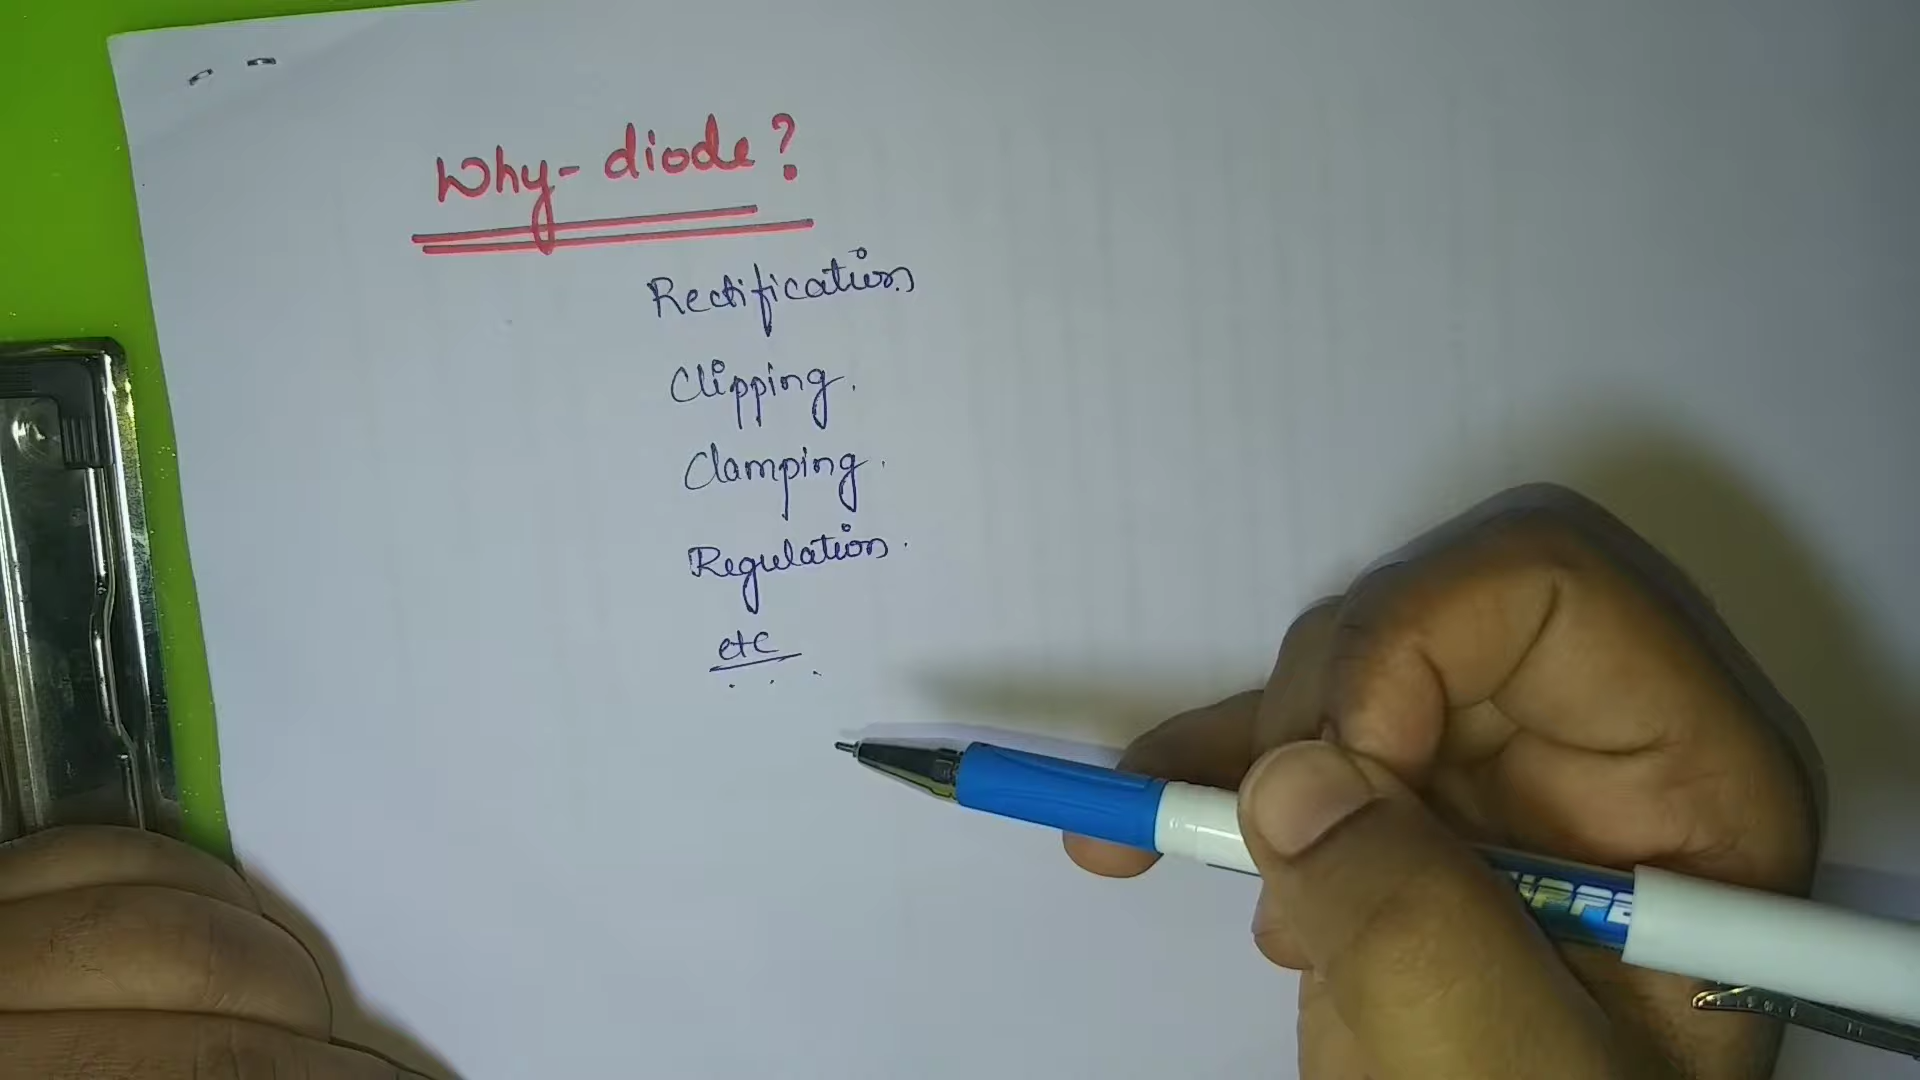 Why- diode?
Rectification
Clipping.
Clamping.
Regulation.
etc
...